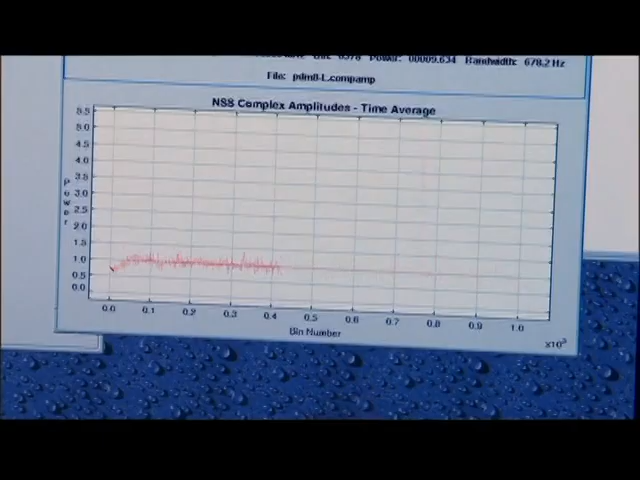 Power: 00009.634 Bandwidth: 678.2 Hz
File: pdm8-L.compamp
NSS Complex Amplitudes - Time Average
5.5
5.0
4.5
4.0
3.5
3.0
2.5
2.0
1.5
1.0
0.5
0.0
Power
0.0 0.1 0.2 0.3 0.4 0.5 0.6 0.7 0.8 0.9 1.0
Bin Number
x10³